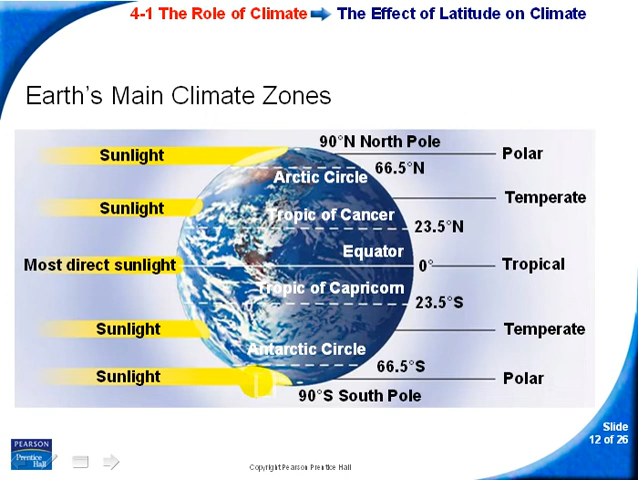 4-1 The Role of Climate The Effect of Latitude on Climate
Earth's Main Climate Zones
90°N North Pole
Sunlight
Polar
66.5°N
Arctic Circle
Temperate
Sunlight
Tropic of Cancer
23.5°N
Equator
Most direct sunlight
0°
Tropical
Tropic of Capricorn
23.5°S
Sunlight
Temperate
Antarctic Circle
66.5°S
Sunlight
Polar
90°S South Pole
Slide
12 of 26
PEARSON
Prentice
Hall
Copyright Pearson Prentice Hall